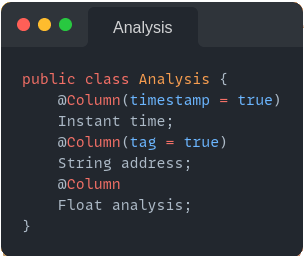 Analysis
public class Analysis {
    @Column(timestamp = true)
    Instant time;
    @Column(tag = true)
    String address;
    @Column
    Float analysis;
}